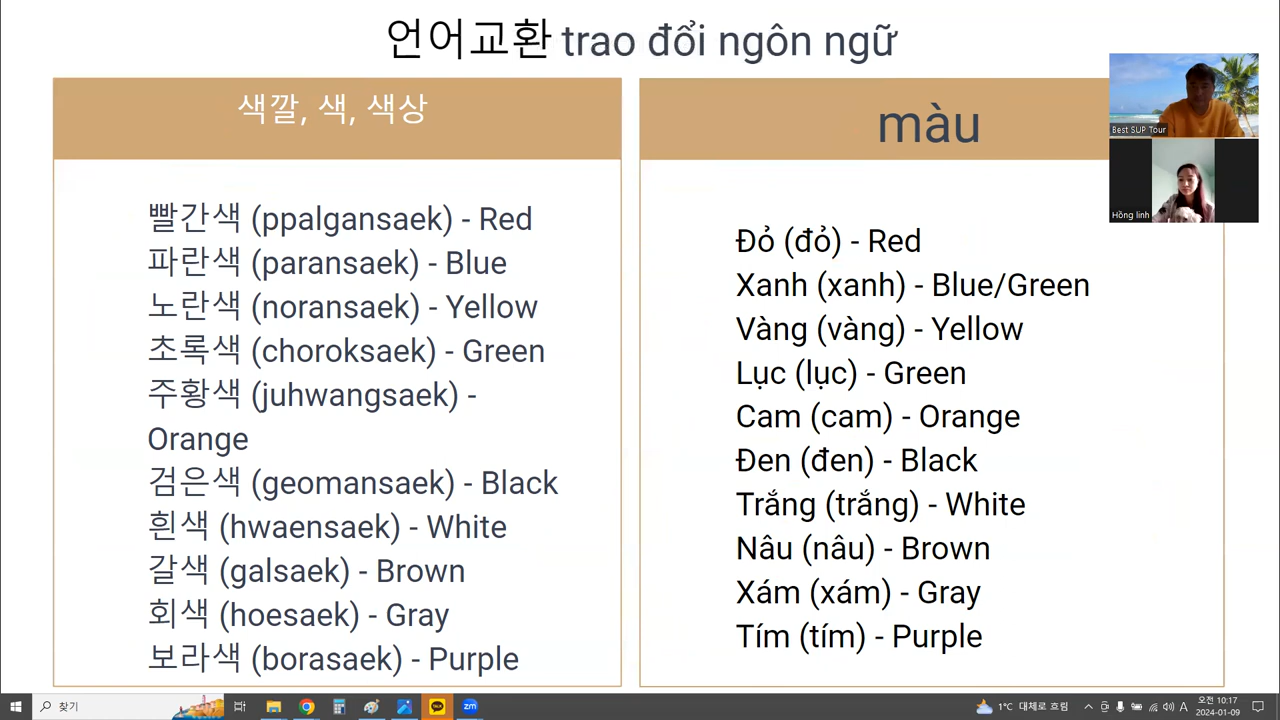 언어교환 trao đổi ngôn ngữ
색깔, 색, 색상
빨간색 (ppalgansaek) - Red
파란색 (paransaek) - Blue
노란색 (noransaek) - Yellow
초록색 (choroksaek) - Green
주황색 (juhwangsaek) -
Orange
검은색 (geomansaek) - Black
흰색 (hwaensaek) - White
갈색 (galsaek) - Brown
회색 (hoesaek) - Gray
보라색 (borasaek) - Purple
màu
Đỏ (đỏ) - Red
Xanh (xanh) - Blue/Green
Vàng (vàng) - Yellow
Lục (lục) - Green
Cam (cam) - Orange
Đen (đen) - Black
Trắng (trắng) - White
Nâu (nâu) - Brown
Xám (xám) - Gray
Tím (tím) - Purple
Best SUP Tour
Hồng linh
찾기
TALK
zm
1°C 대체로 흐림
A
오전 10:17
2024-01-09